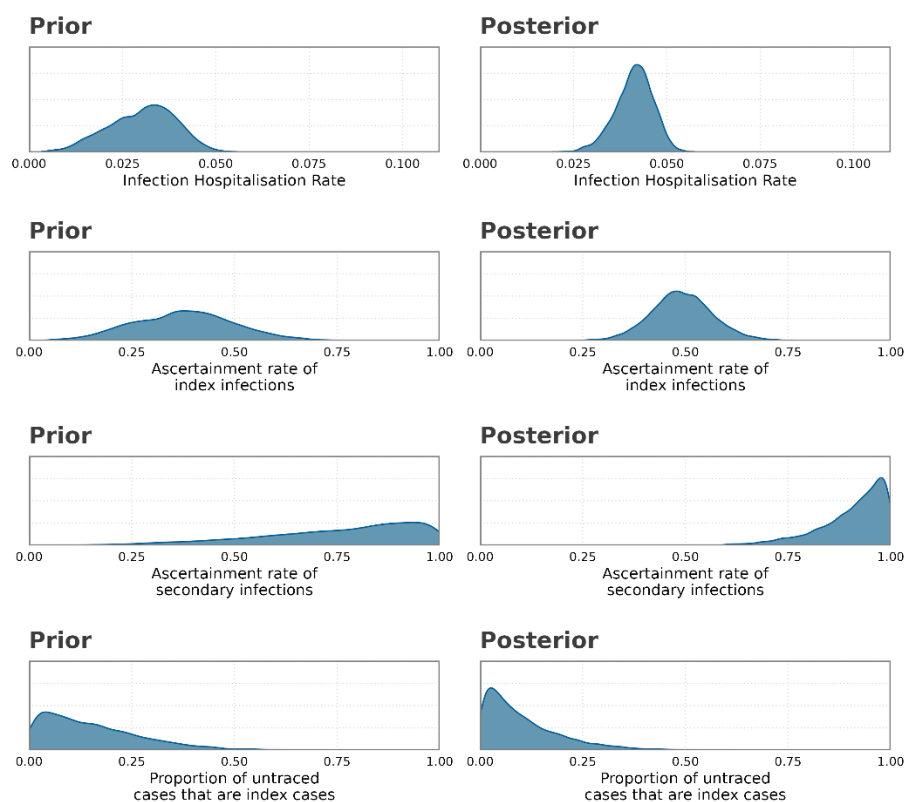 Prior
Posterior
0.000 0.025 0.050 0.075 0.100
0.000 0.025 0.050 0.075 0.100
Infection Hospitalisation Rate
Infection Hospitalisation Rate
Prior
Posterior
0.00 0.25 0.50 0.75 1.00
0.00 0.25 0.50 0.75 1.00
Ascertainment rate of
index infections
Ascertainment rate of
index infections
Prior
Posterior
0.00 0.25 0.50 0.75 1.00
0.00 0.25 0.50 0.75 1.00
Ascertainment rate of
secondary infections
Ascertainment rate of
secondary infections
Prior
Posterior
0.00 0.25 0.50 0.75 1.00
0.00 0.25 0.50 0.75 1.00
Proportion of untraced
cases that are index cases
Proportion of untraced
cases that are index cases